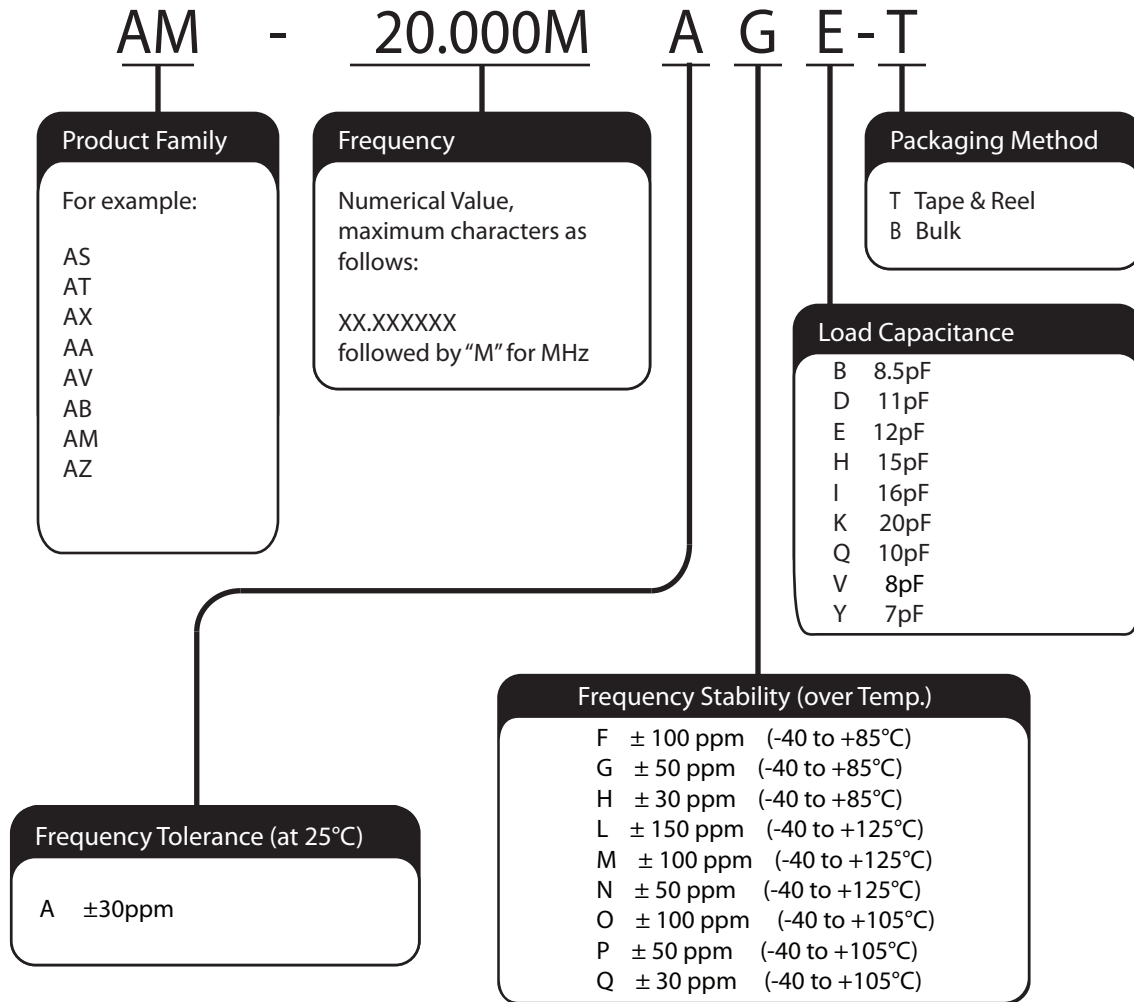 AM - 20.000M A G E - T
Product Family
For example:
AS
AT
AX
AA
AV
AB
AM
AZ
Frequency
Numerical Value,
maximum characters as
follows:
XX.XXXXXX
followed by “M” for MHz
Packaging Method
T Tape & Reel
B Bulk
Load Capacitance
B 8.5pF
D 11pF
E 12pF
H 15pF
I 16pF
K 20pF
Q 10pF
V 8pF
Y 7pF
Frequency Stability (over Temp.)
F ± 100 ppm (-40 to +85°C)
G ± 50 ppm (-40 to +85°C)
H ± 30 ppm (-40 to +85°C)
L ± 150 ppm (-40 to +125°C)
M ± 100 ppm (-40 to +125°C)
N ± 50 ppm (-40 to +125°C)
O ± 100 ppm (-40 to +105°C)
P ± 50 ppm (-40 to +105°C)
Q ± 30 ppm (-40 to +105°C)
Frequency Tolerance (at 25°C)
A ±30ppm